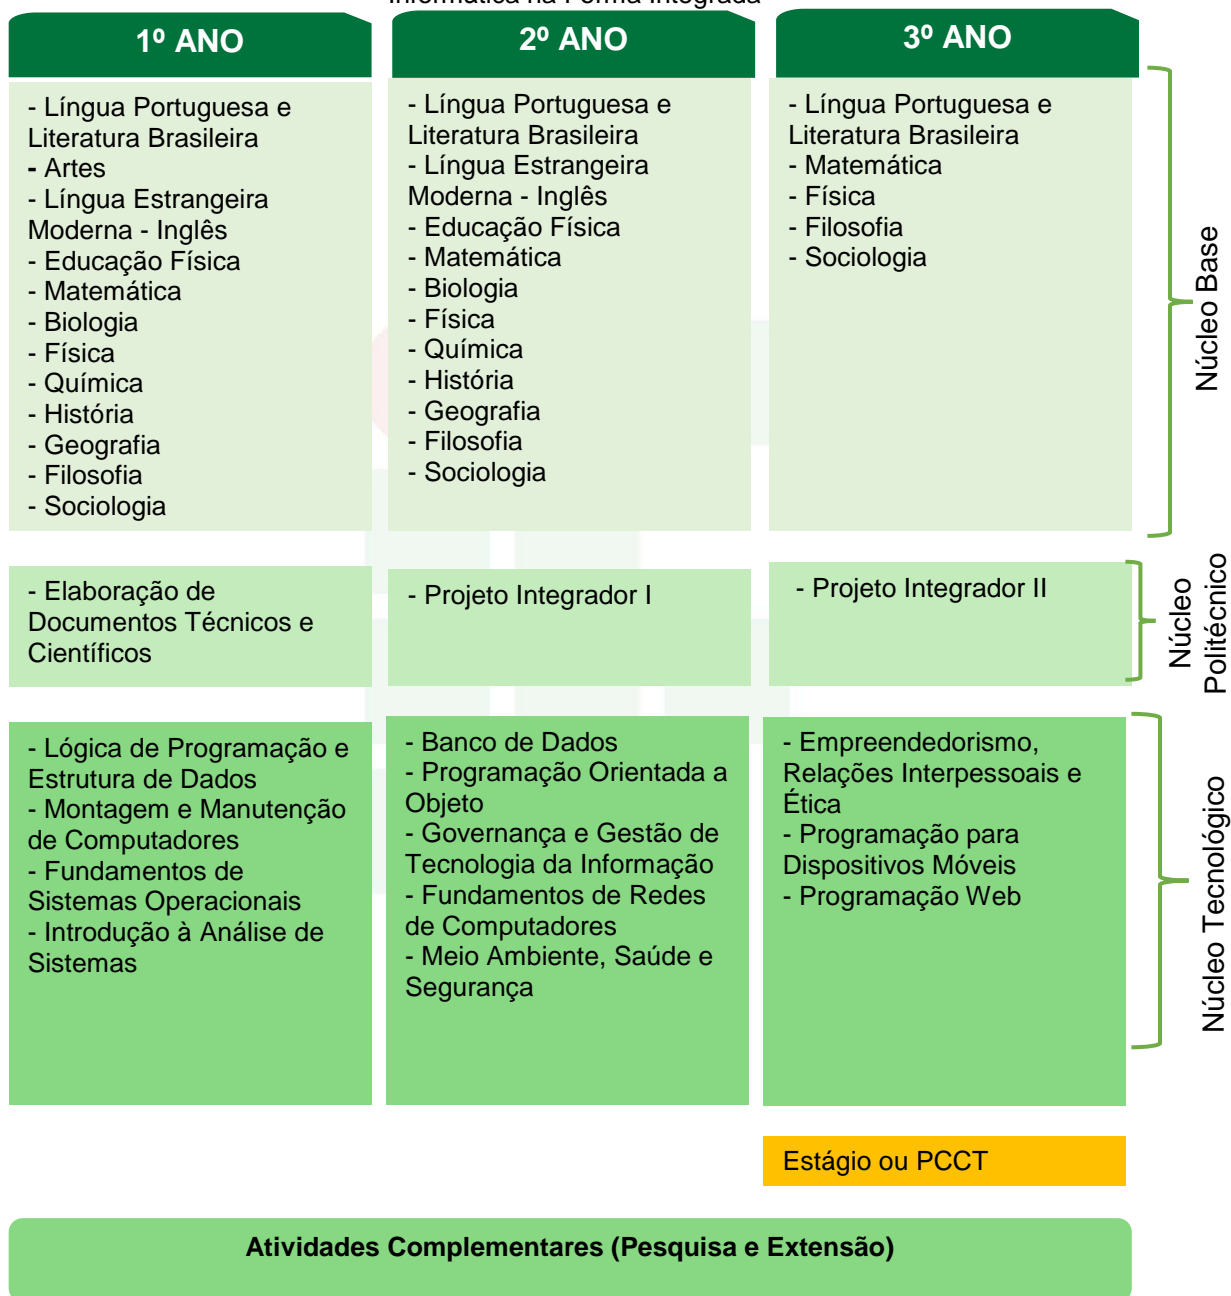 Informática na Forma Integrada
1º ANO
- Língua Portuguesa e
Literatura Brasileira
- Artes
- Língua Estrangeira
Moderna - Inglês
- Educação Física
- Matemática
- Biologia
- Física
- Química
- História
- Geografia
- Filosofia
- Sociologia
2º ANO
- Língua Portuguesa e
Literatura Brasileira
- Língua Estrangeira
Moderna - Inglês
- Educação Física
- Matemática
- Biologia
- Física
- Química
- História
- Geografia
- Filosofia
- Sociologia
3º ANO
- Língua Portuguesa e
Literatura Brasileira
- Matemática
- Física
- Filosofia
- Sociologia
Núcleo Base
- Elaboração de
Documentos Técnicos e
Científicos
- Projeto Integrador I
- Projeto Integrador II
Núcleo
Politécnico
- Lógica de Programação e
Estrutura de Dados
- Montagem e Manutenção
de Computadores
- Fundamentos de
Sistemas Operacionais
- Introdução à Análise de
Sistemas
- Banco de Dados
- Programação Orientada a
Objeto
- Governança e Gestão de
Tecnologia da Informação
- Fundamentos de Redes
de Computadores
- Meio Ambiente, Saúde e
Segurança
- Empreendedorismo,
Relações Interpessoais e
Ética
- Programação para
Dispositivos Móveis
- Programação Web
Núcleo Tecnológico
Estágio ou PCCT
Atividades Complementares (Pesquisa e Extensão)